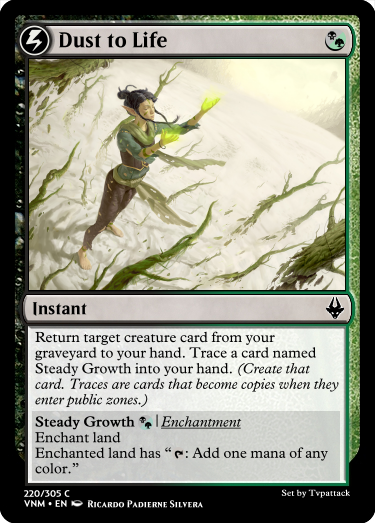 Dust to Life
Instant
Return target creature card from your
graveyard to your hand. Trace a card named
Steady Growth into your hand. (Create that
card. Traces are cards that become copies when they
enter public zones.)
Steady Growth | Enchantment
Enchant land
Enchanted land has “: Add one mana of any
color.”
220/305 C
VNM • EN Ricardo Padierne Silvera
Set by Tvpattack